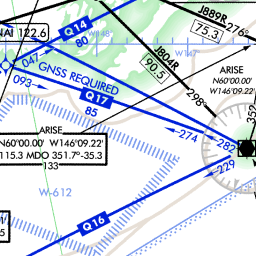 NAI 122.6
Q14
80
W147°
J889R
276°
75.3
J804R
90.5
047
093
GNSS REQUIRED
Q17
85
ARISE
N60°00.00'
W146°09.22'
298
352
ARISE
N60°00.00' W146°09.22'
115.3 MDO 351.7°-35.3
133
274
282
229
W-612
Q16